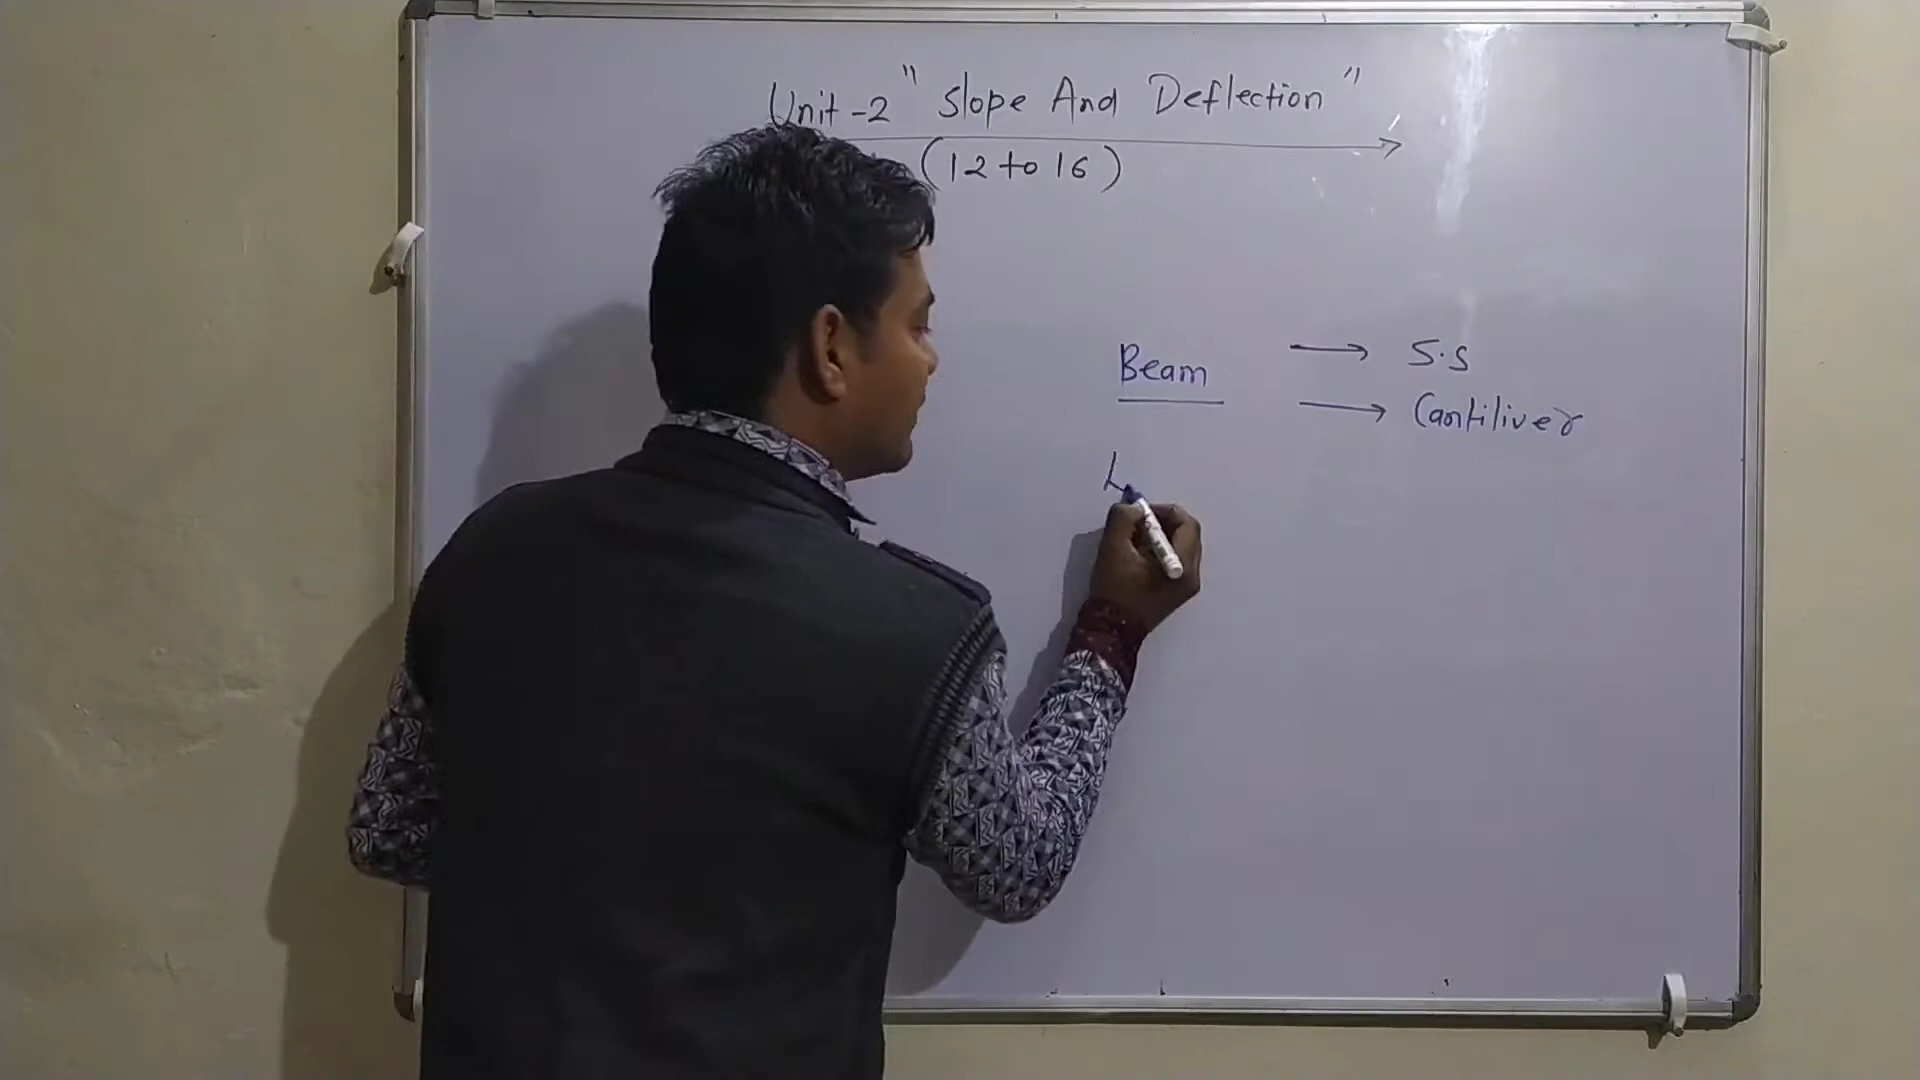 Unit-2 "Slope And Deflection"
(12 to 16)
Beam → S.S
→ Cantiliver
L